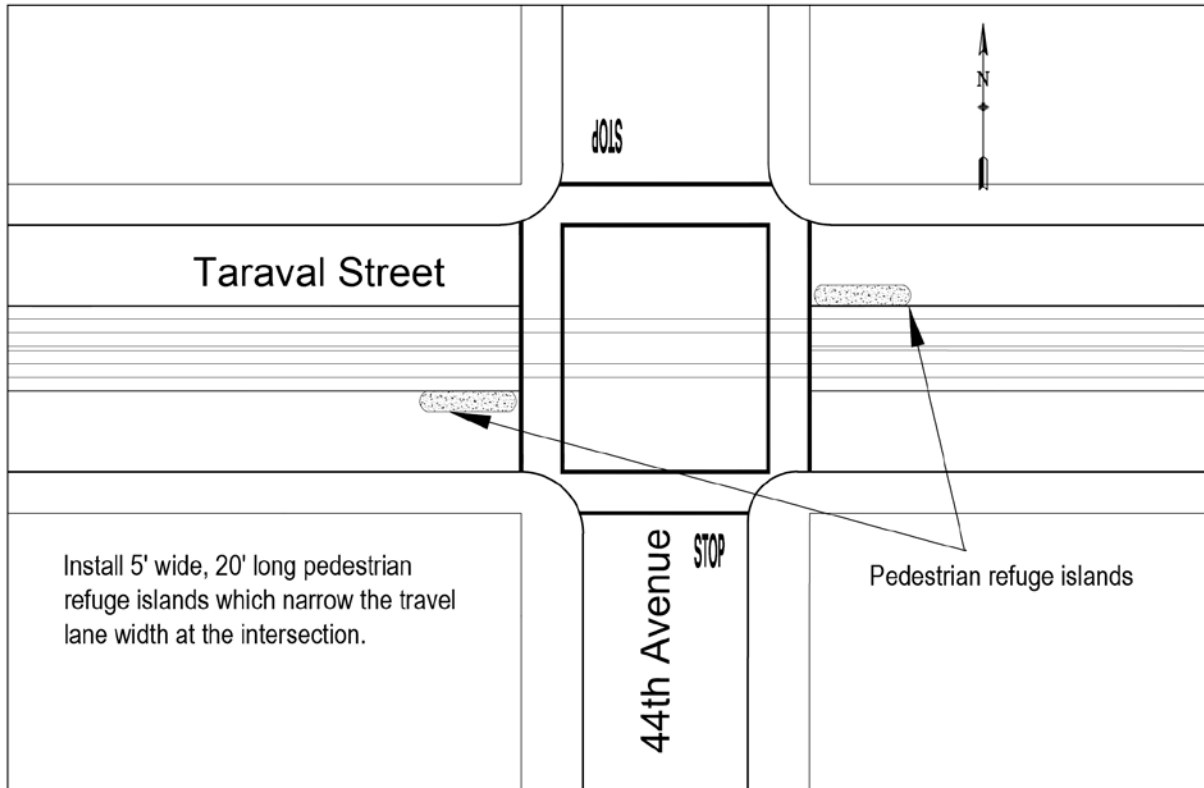 STOP
N
Taraval Street
44th Avenue
STOP
Install 5' wide, 20' long pedestrian
refuge islands which narrow the travel
lane width at the intersection.
Pedestrian refuge islands